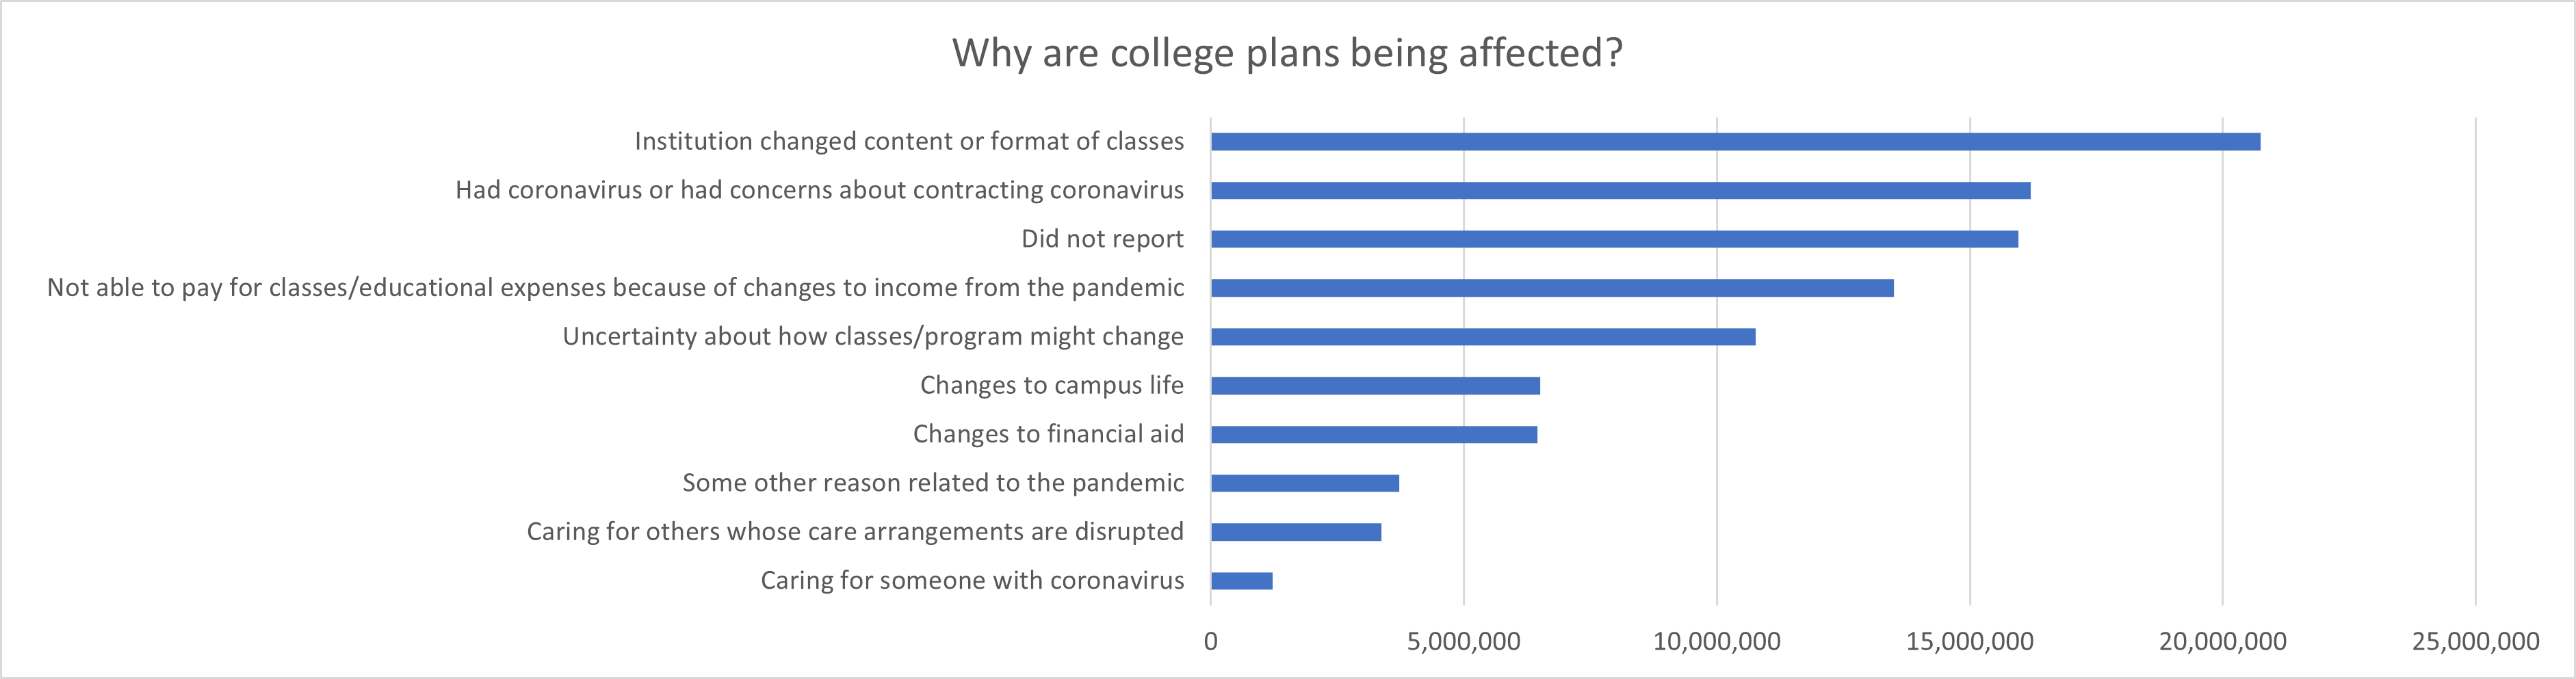 Why are college plans being affected?
Institution changed content or format of classes
Had coronavirus or had concerns about contracting coronavirus
Did not report
Not able to pay for classes/educational expenses because of changes to income from the pandemic
Uncertainty about how classes/program might change
Changes to campus life
Changes to financial aid
Some other reason related to the pandemic
Caring for others whose care arrangements are disrupted
Caring for someone with coronavirus
0 5,000,000 10,000,000 15,000,000 20,000,000 25,000,000